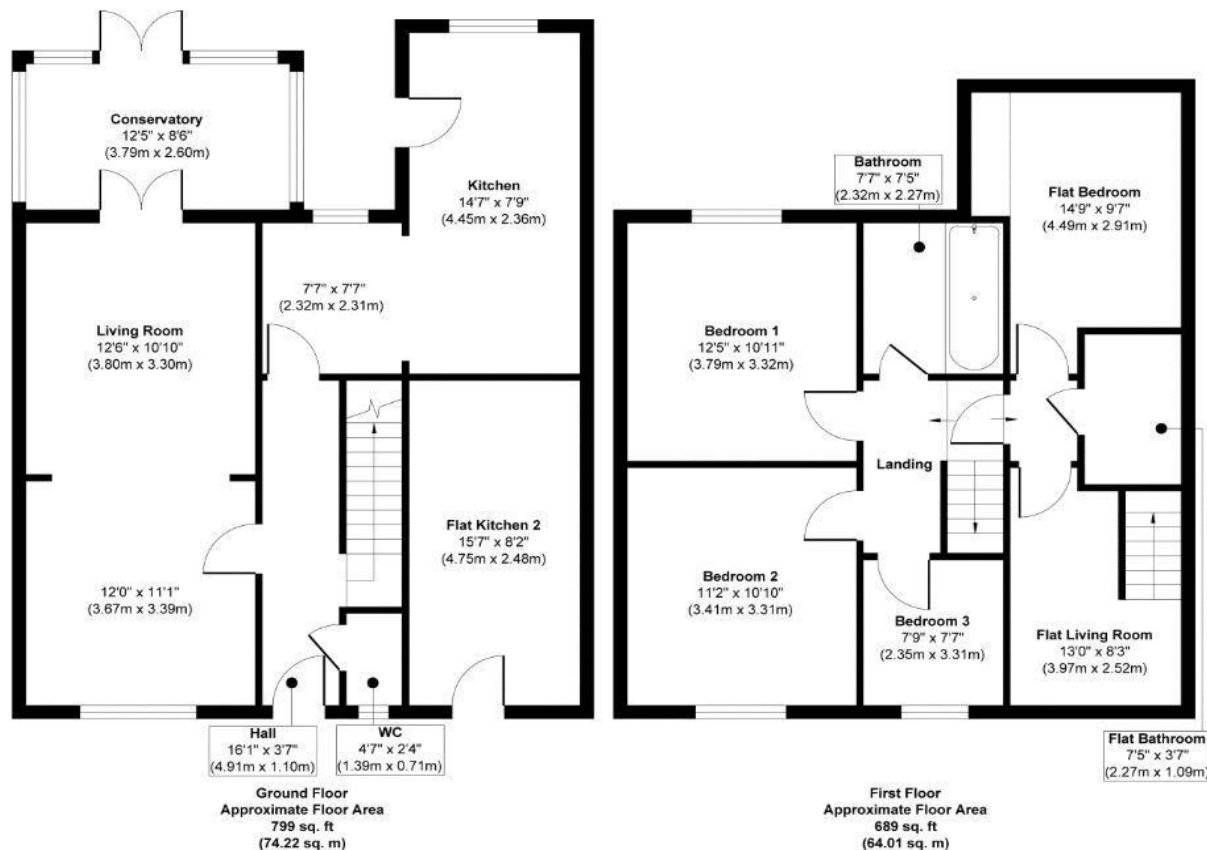 Conservatory
12'5" x 8'6"
(3.79m x 2.60m)
Kitchen
14'7" x 7'9"
(4.45m x 2.36m)
7'7" x 7'7"
(2.32m x 2.31m)
Living Room
12'6" x 10'10"
(3.80m x 3.30m)
Flat Kitchen 2
15'7" x 8'2"
(4.75m x 2.48m)
12'0" x 11'1"
(3.67m x 3.39m)
Hall
16'1" x 3'7"
(4.91m x 1.10m)
WC
4'7" x 2'4"
(1.39m x 0.71m)
Ground Floor
Approximate Floor Area
799 sq. ft
(74.22 sq. m)
Bathroom
7'7" x 7'5"
(2.32m x 2.27m)
Flat Bedroom
14'9" x 9'7"
(4.49m x 2.91m)
Bedroom 1
12'5" x 10'11"
(3.79m x 3.32m)
Landing
Bedroom 2
11'2" x 10'10"
(3.41m x 3.31m)
Bedroom 3
7'9" x 7'7"
(2.35m x 3.31m)
Flat Living Room
13'0" x 8'3"
(3.97m x 2.52m)
Flat Bathroom
7'5" x 3'7"
(2.27m x 1.09m)
First Floor
Approximate Floor Area
689 sq. ft
(64.01 sq. m)